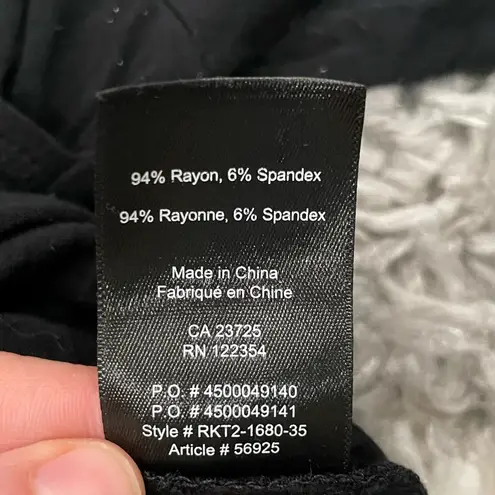 94% Rayon, 6% Spandex
94% Rayonne, 6% Spandex
Made in China
Fabriqué en Chine
CA 23725
RN 122354
P.O. # 4500049140
P.O. # 4500049141
Style # RKT2-1680-35
Article # 56925